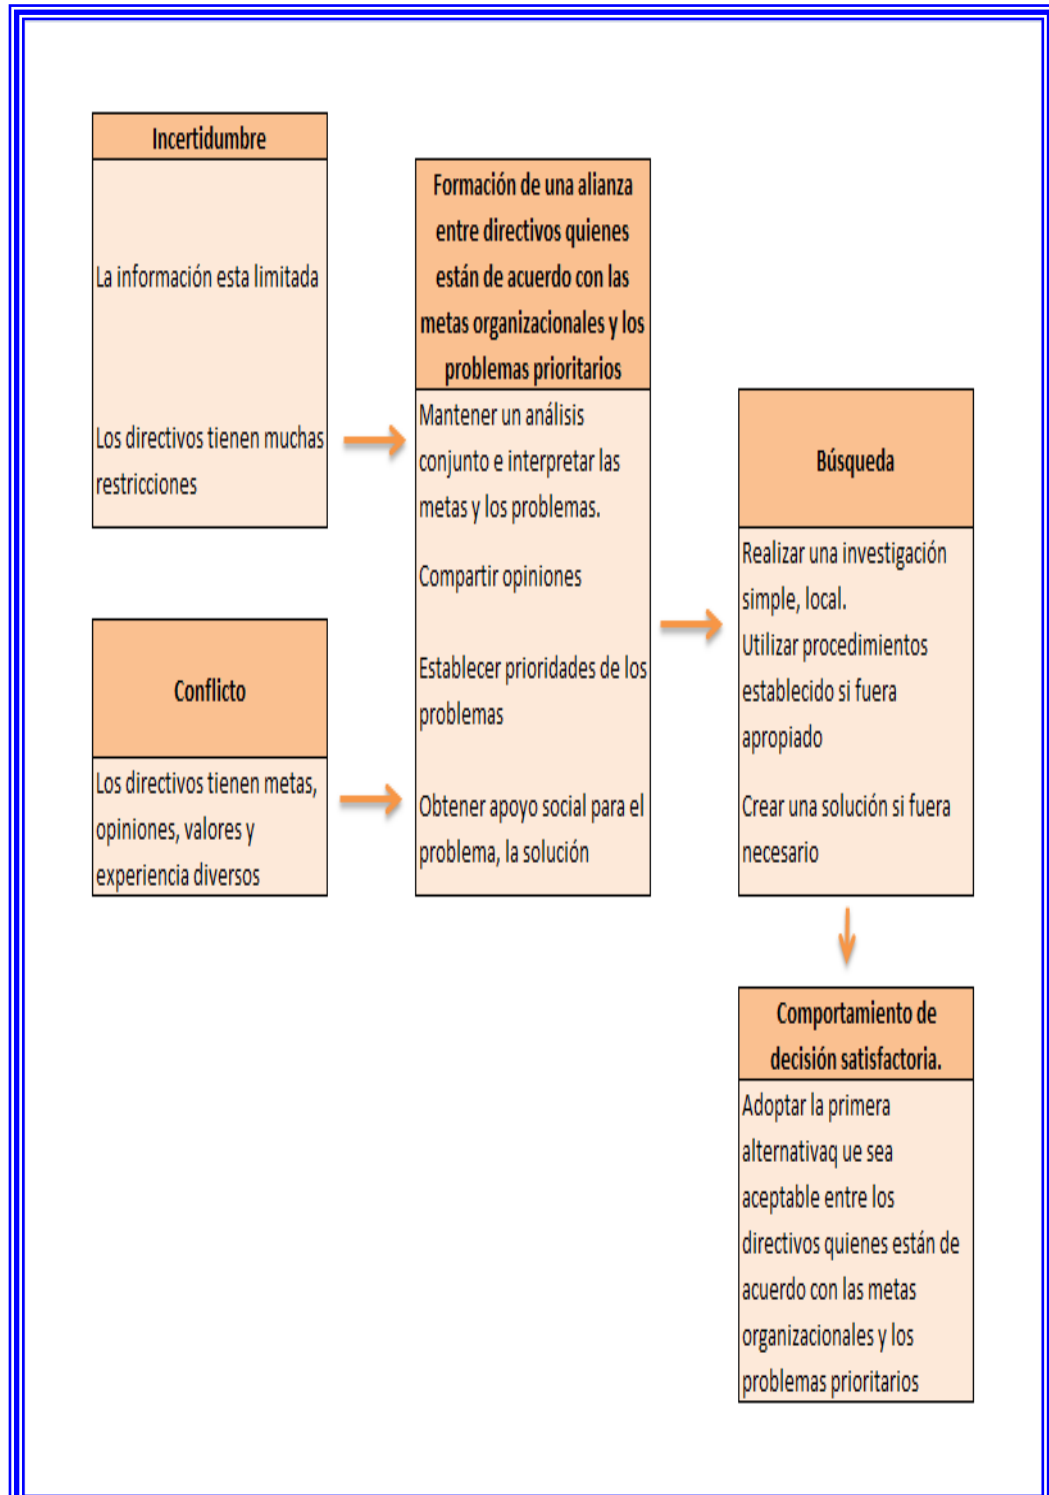 Incertidumbre
La información esta limitada
Los directivos tienen muchas
restricciones
Conflicto
Los directivos tienen metas,
opiniones, valores y
experiencia diversos
Formación de una alianza
entre directivos quienes
están de acuerdo con las
metas organizacionales y los
problemas prioritarios
Mantener un análisis
conjunto e interpretar las
metas y los problemas.
Compartir opiniones
Establecer prioridades de los
problemas
Obtener apoyo social para el
problema, la solución
Búsqueda
Realizar una investigación
simple, local.
Utilizar procedimientos
establecido si fuera
apropiado
Crear una solución si fuera
necesario
Comportamiento de
decisión satisfactoria.
Adoptar la primera
alternativaq ue sea
aceptable entre los
directivos quienes están de
acuerdo con las metas
organizacionales y los
problemas prioritarios